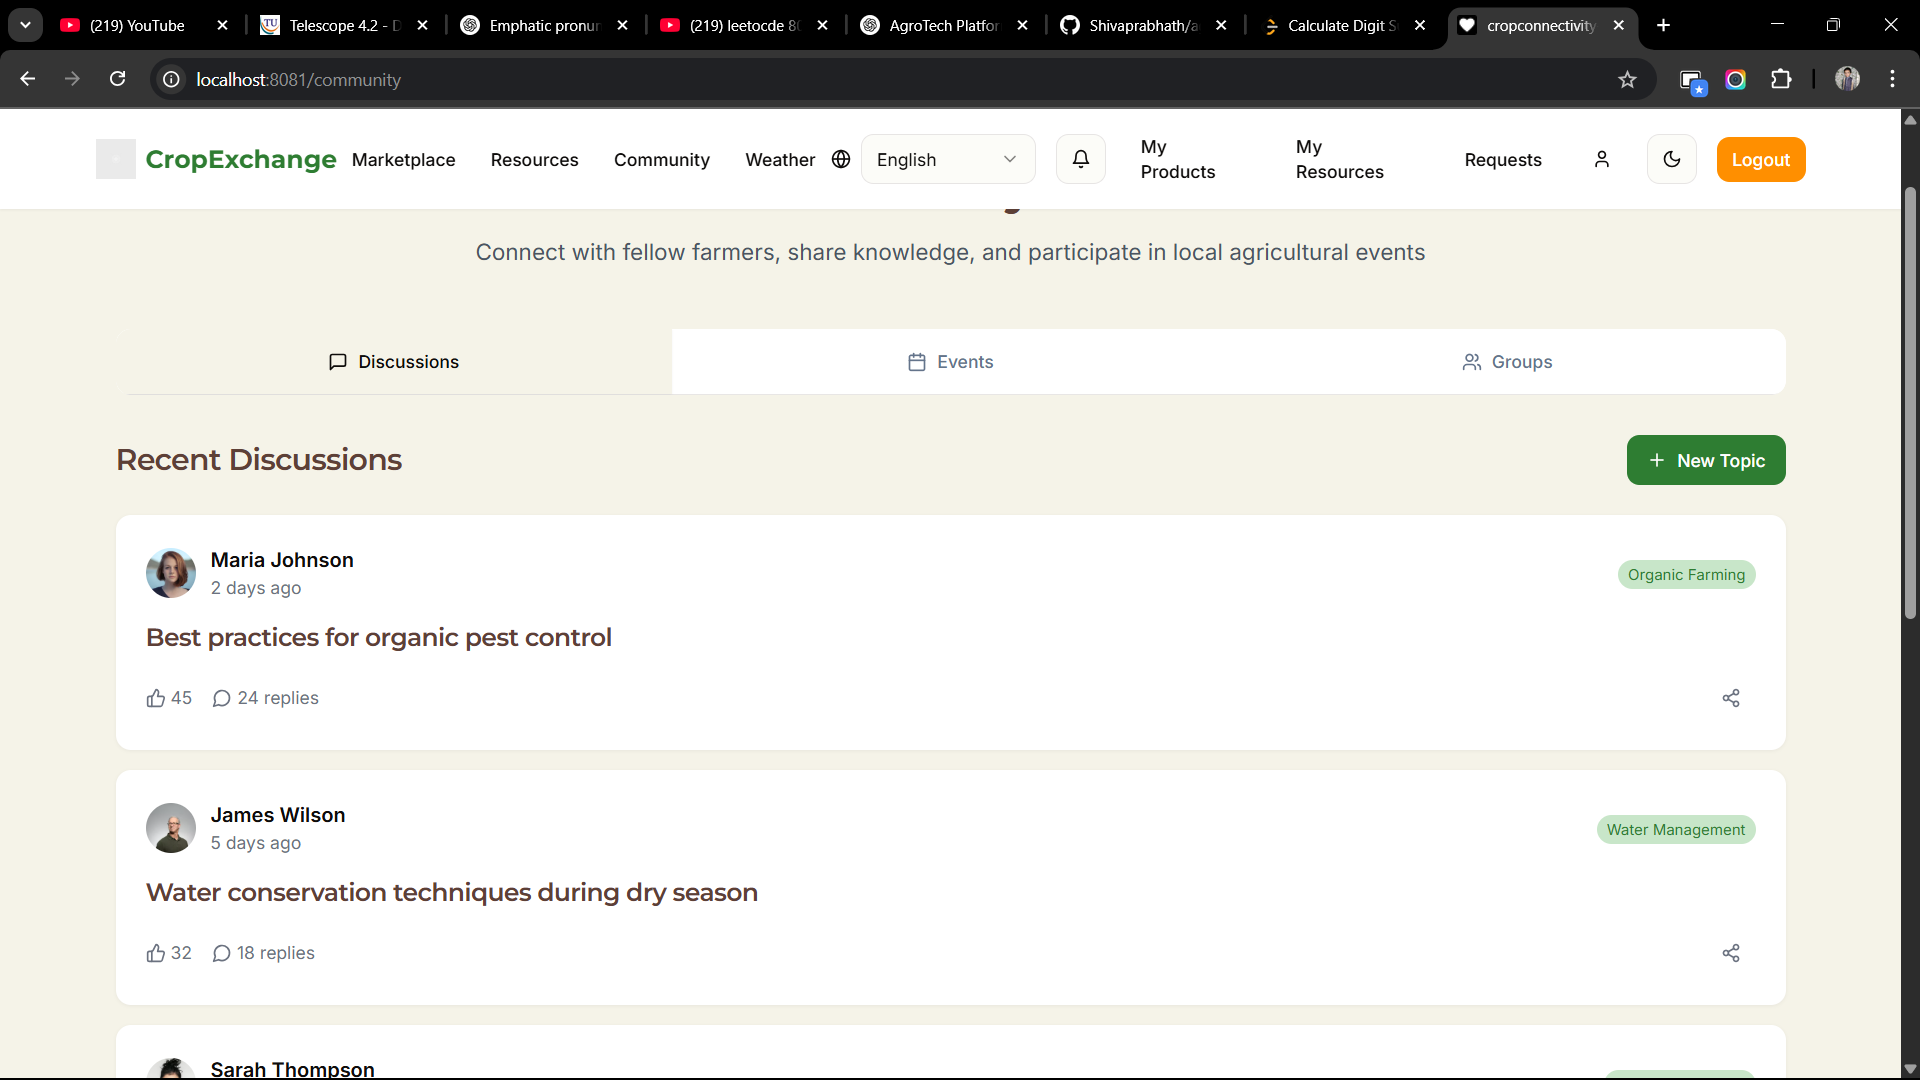 (219) YouTube
Telescope 4.2 - D
Emphatic pronun
(219) leetocde 80
AgroTech Platfor
Shivaprabhath/a
Calculate Digit S
cropconnectivity
localhost:8081/community
CropExchange
Marketplace
Resources
Community
Weather
English
My
Products
My
Resources
Requests
Logout
Connect with fellow farmers, share knowledge, and participate in local agricultural events
Discussions
Events
Groups
Recent Discussions
New Topic
Maria Johnson
2 days ago
Organic Farming
Best practices for organic pest control
45
24 replies
James Wilson
5 days ago
Water Management
Water conservation techniques during dry season
32
18 replies
Sarah Thompson